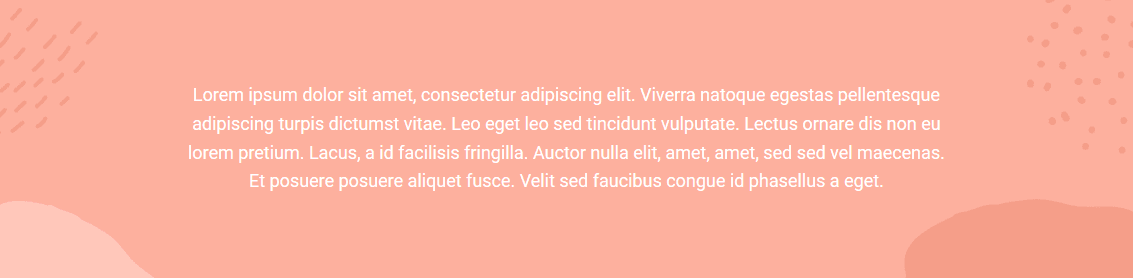 Lorem ipsum dolor sit amet, consectetur adipiscing elit. Viverra natoque egestas pellentesque
adipiscing turpis dictumst vitae. Leo eget leo sed tincidunt vulputate. Lectus ornare dis non eu
lorem pretium. Lacus, a id facilisis fringilla. Auctor nulla elit, amet, amet, sed sed vel maecenas.
Et posuere posuere aliquet fusce. Velit sed faucibus congue id phasellus a eget.